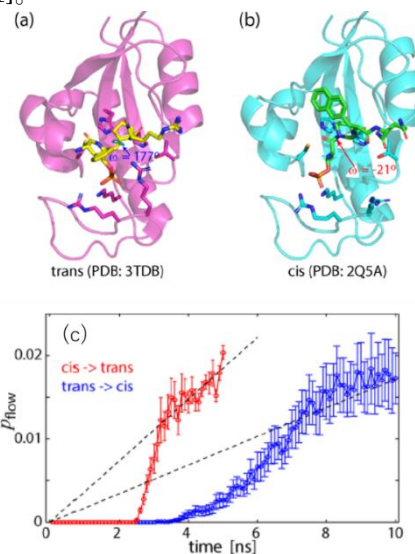 (a)
(b)
ω = 177°
ω = -21°
trans (PDB: 3TDB)
cis (PDB: 2Q5A)
(c)
cis -> trans
trans -> cis
0.02
0.01
0
p_flow
0 2 4 6 8 10
time [ns]